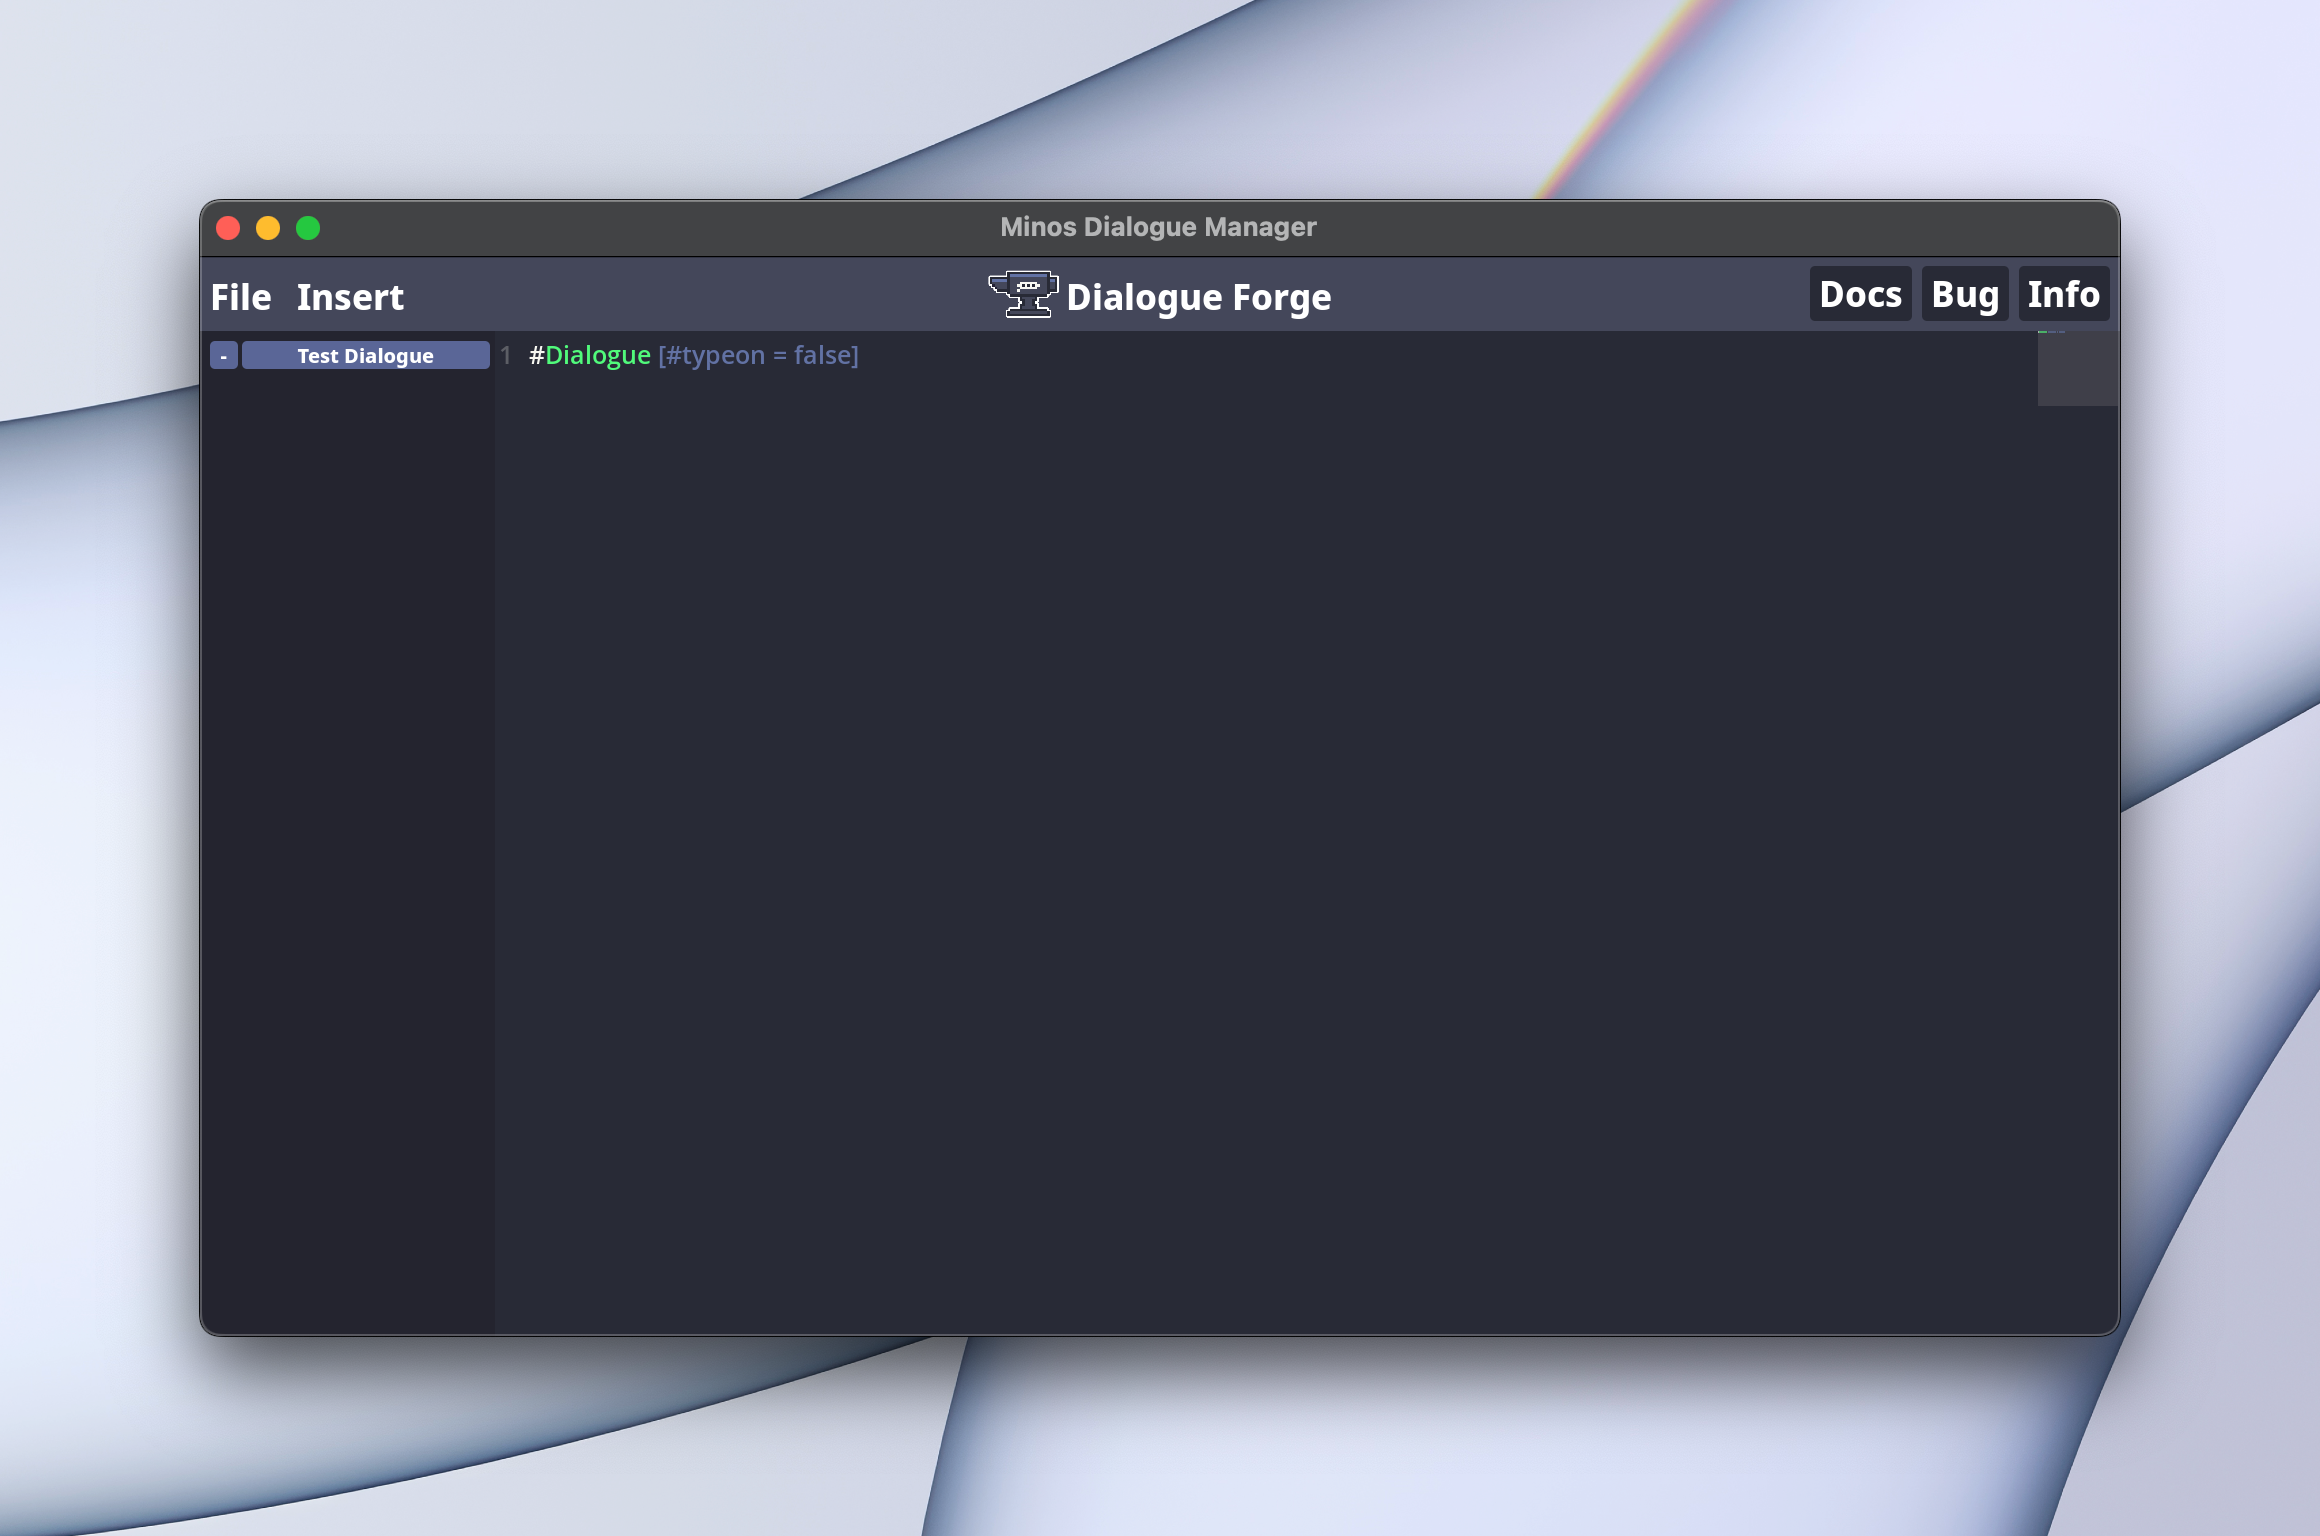 Minos Dialogue Manager
File Insert Dialogue Forge Docs Bug Info
- Test Dialogue 1 #Dialogue [#typeon = false]